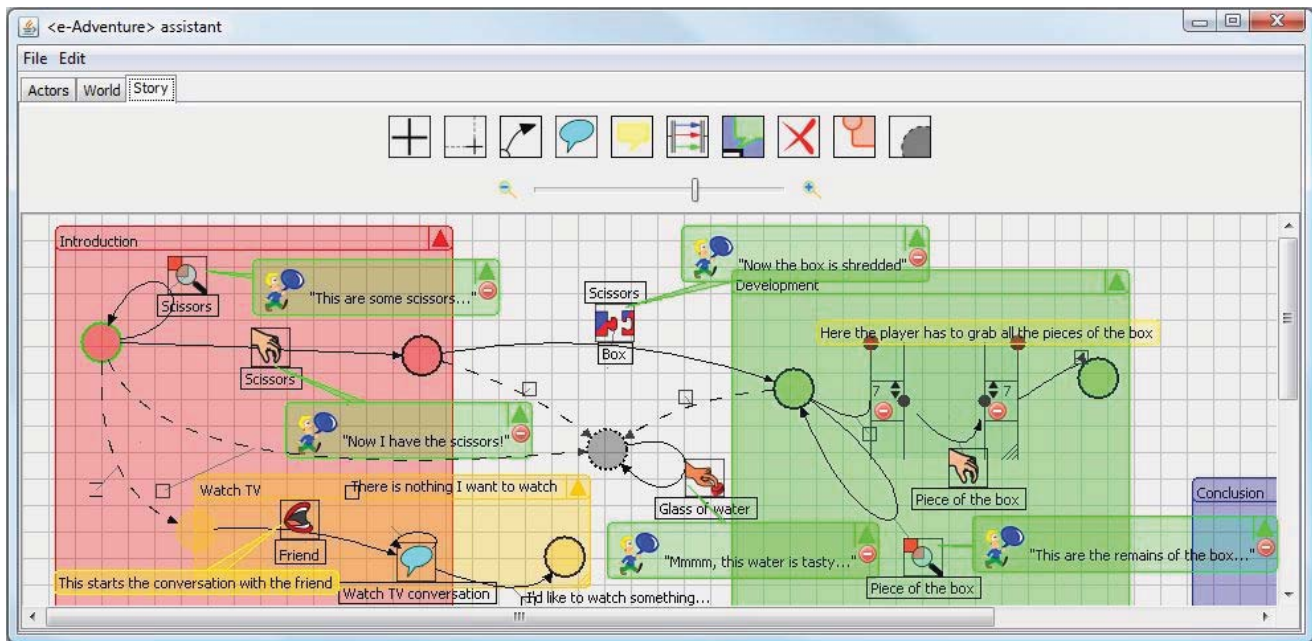 <e-Adventure> assistant
File Edit
Actors World Story
Introduction
Scissors
"This are some scissors..."
Scissors
"Now I have the scissors!"
Scissors
Box
"Now the box is shredded"
Development
Here the player has to grab all the pieces of the box
7
7
Piece of the box
Glass of water
"Mmmm, this water is tasty..."
Piece of the box
"This are the remains of the box..."
Conclusion
Watch TV
There is nothing I want to watch
Friend
This starts the conversation with the friend
Watch TV conversation
I'd like to watch something...